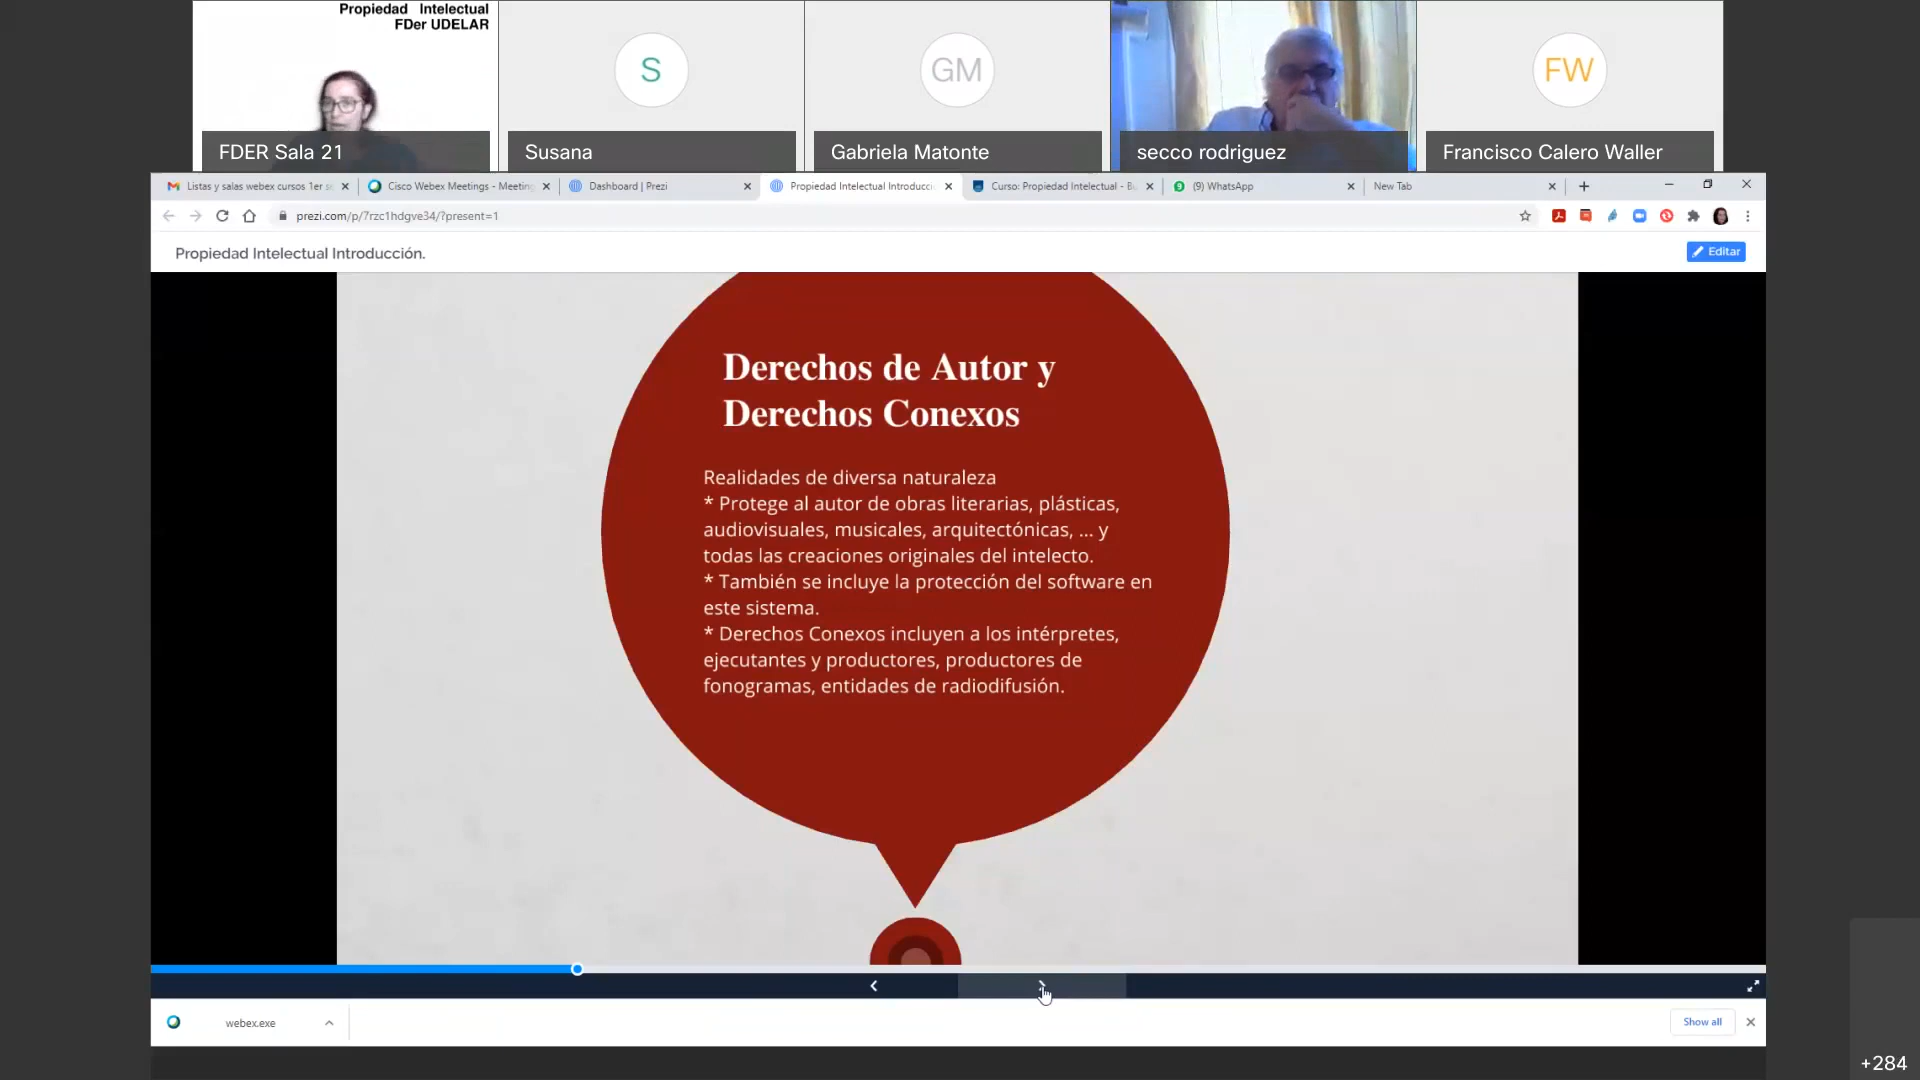 Propiedad Intelectual
FDer UDELAR
S
GM
FW
FDER Sala 21
Susana
Gabriela Matonte
secco rodriguez
Francisco Calero Waller
Listas y salas webex cursos 1er s
Cisco Webex Meetings - Meeting
Dashboard | Prezi
Propiedad Intelectual Introducci
Curso: Propiedad Intelectual - B
(9) WhatsApp
New Tab
prezi.com/p/7rzc1hdgve34/?present=1
Propiedad Intelectual Introducción.
Editar
Derechos de Autor y
Derechos Conexos
Realidades de diversa naturaleza
* Protege al autor de obras literarias, plásticas,
audiovisuales, musicales, arquitectónicas, ... y
todas las creaciones originales del intelecto.
* También se incluye la protección del software en
este sistema.
* Derechos Conexos incluyen a los intérpretes,
ejecutantes y productores, productores de
fonogramas, entidades de radiodifusión.
webex.exe
Show all
+284